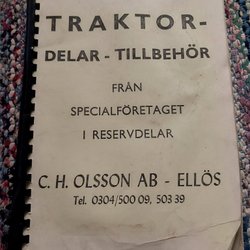 TRAKTOR-
DELAR - TILLBEHÖR
FRÅN
SPECIALFÖRETAGET
I RESERVDELAR
C. H. OLSSON AB - ELLÖS
Tel. 0304/500 09, 503 39